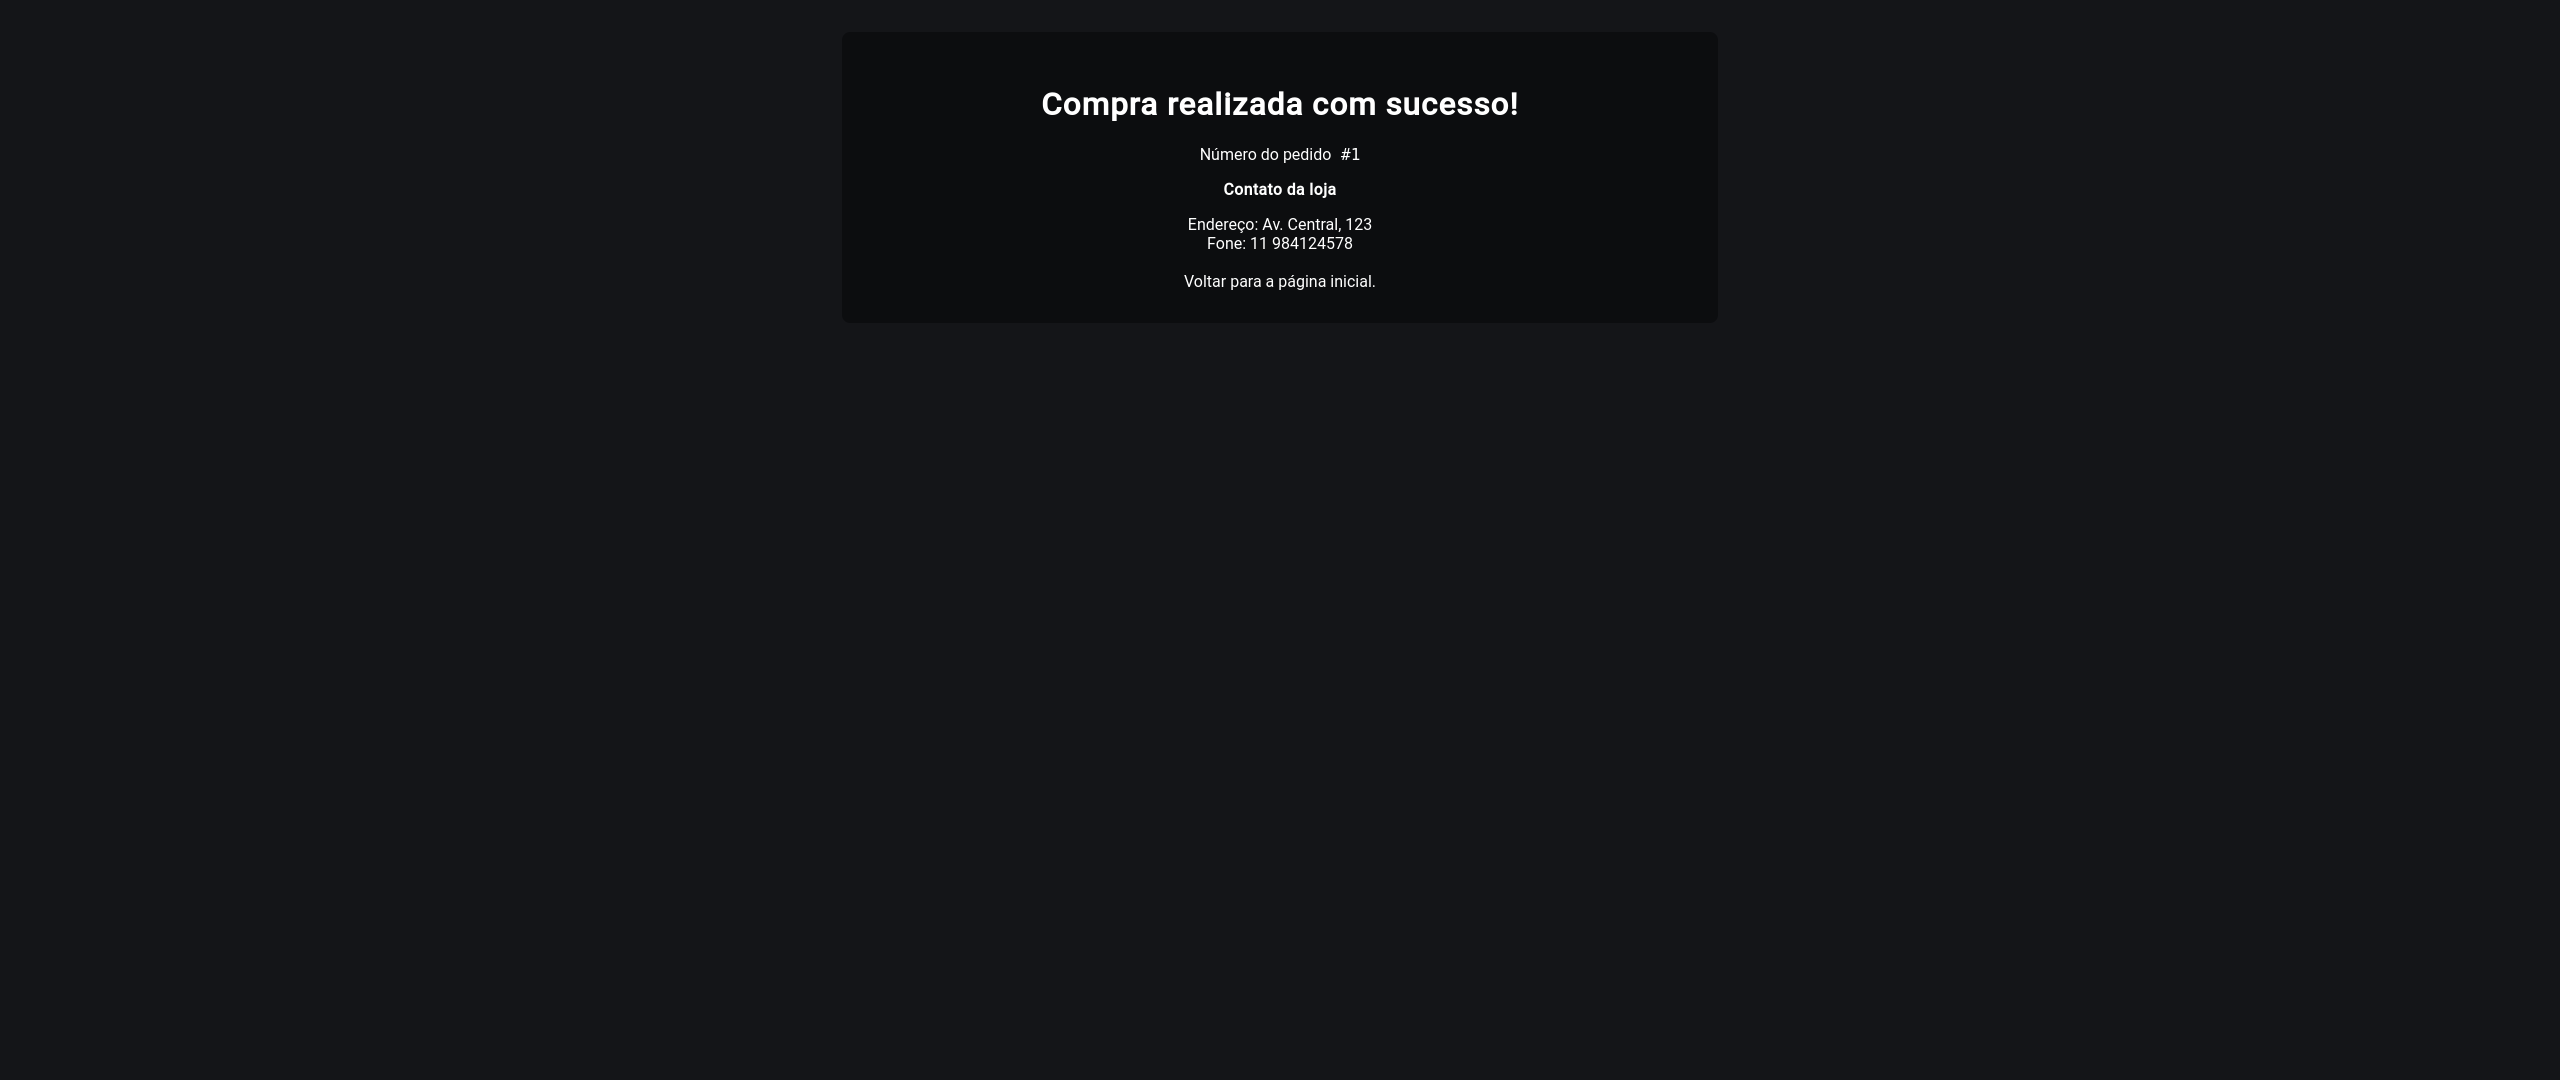 Compra realizada com sucesso!
Número do pedido #1
Contato da loja
Endereço: Av. Central, 123
Fone: 11 984124578
Voltar para a página inicial.